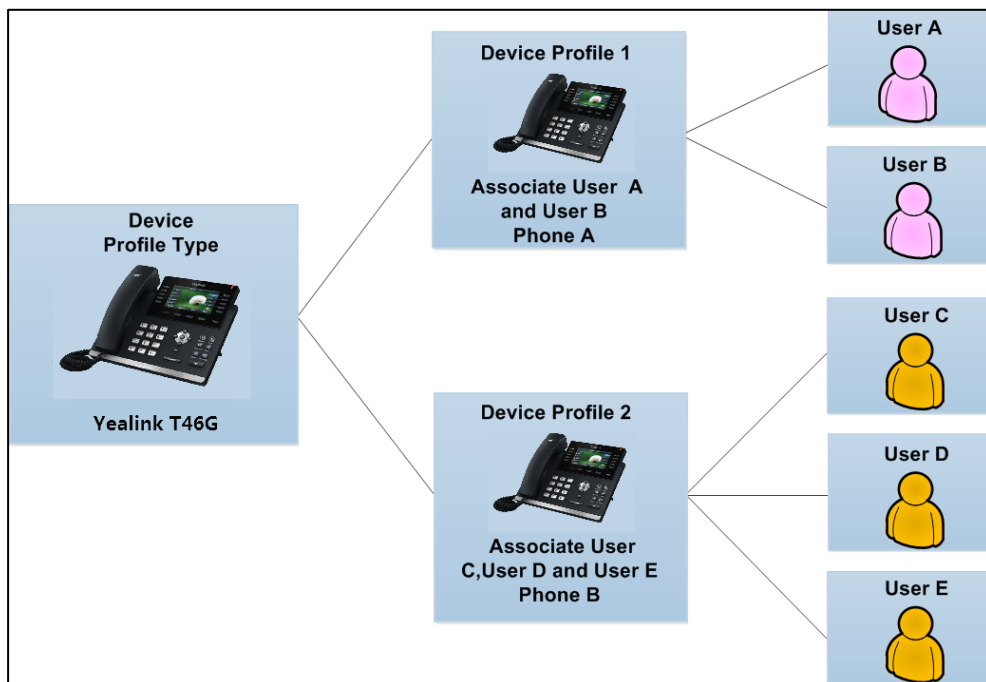 Device
Profile Type
Yealink T46G
Device Profile 1
Associate User A
and User B
Phone A
Device Profile 2
Associate User
C,User D and User E
Phone B
User A
User B
User C
User D
User E